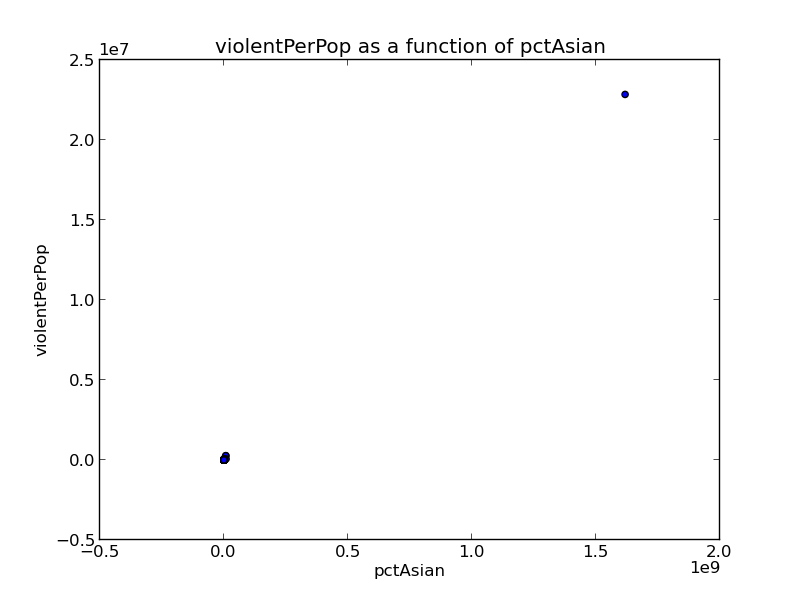 violentPerPop as a function of pctAsian
1e7
2.5
2.0
1.5
1.0
0.5
0.0
−0.5
−0.5 0.0 0.5 1.0 1.5 2.0
1e9
pctAsian
violentPerPop